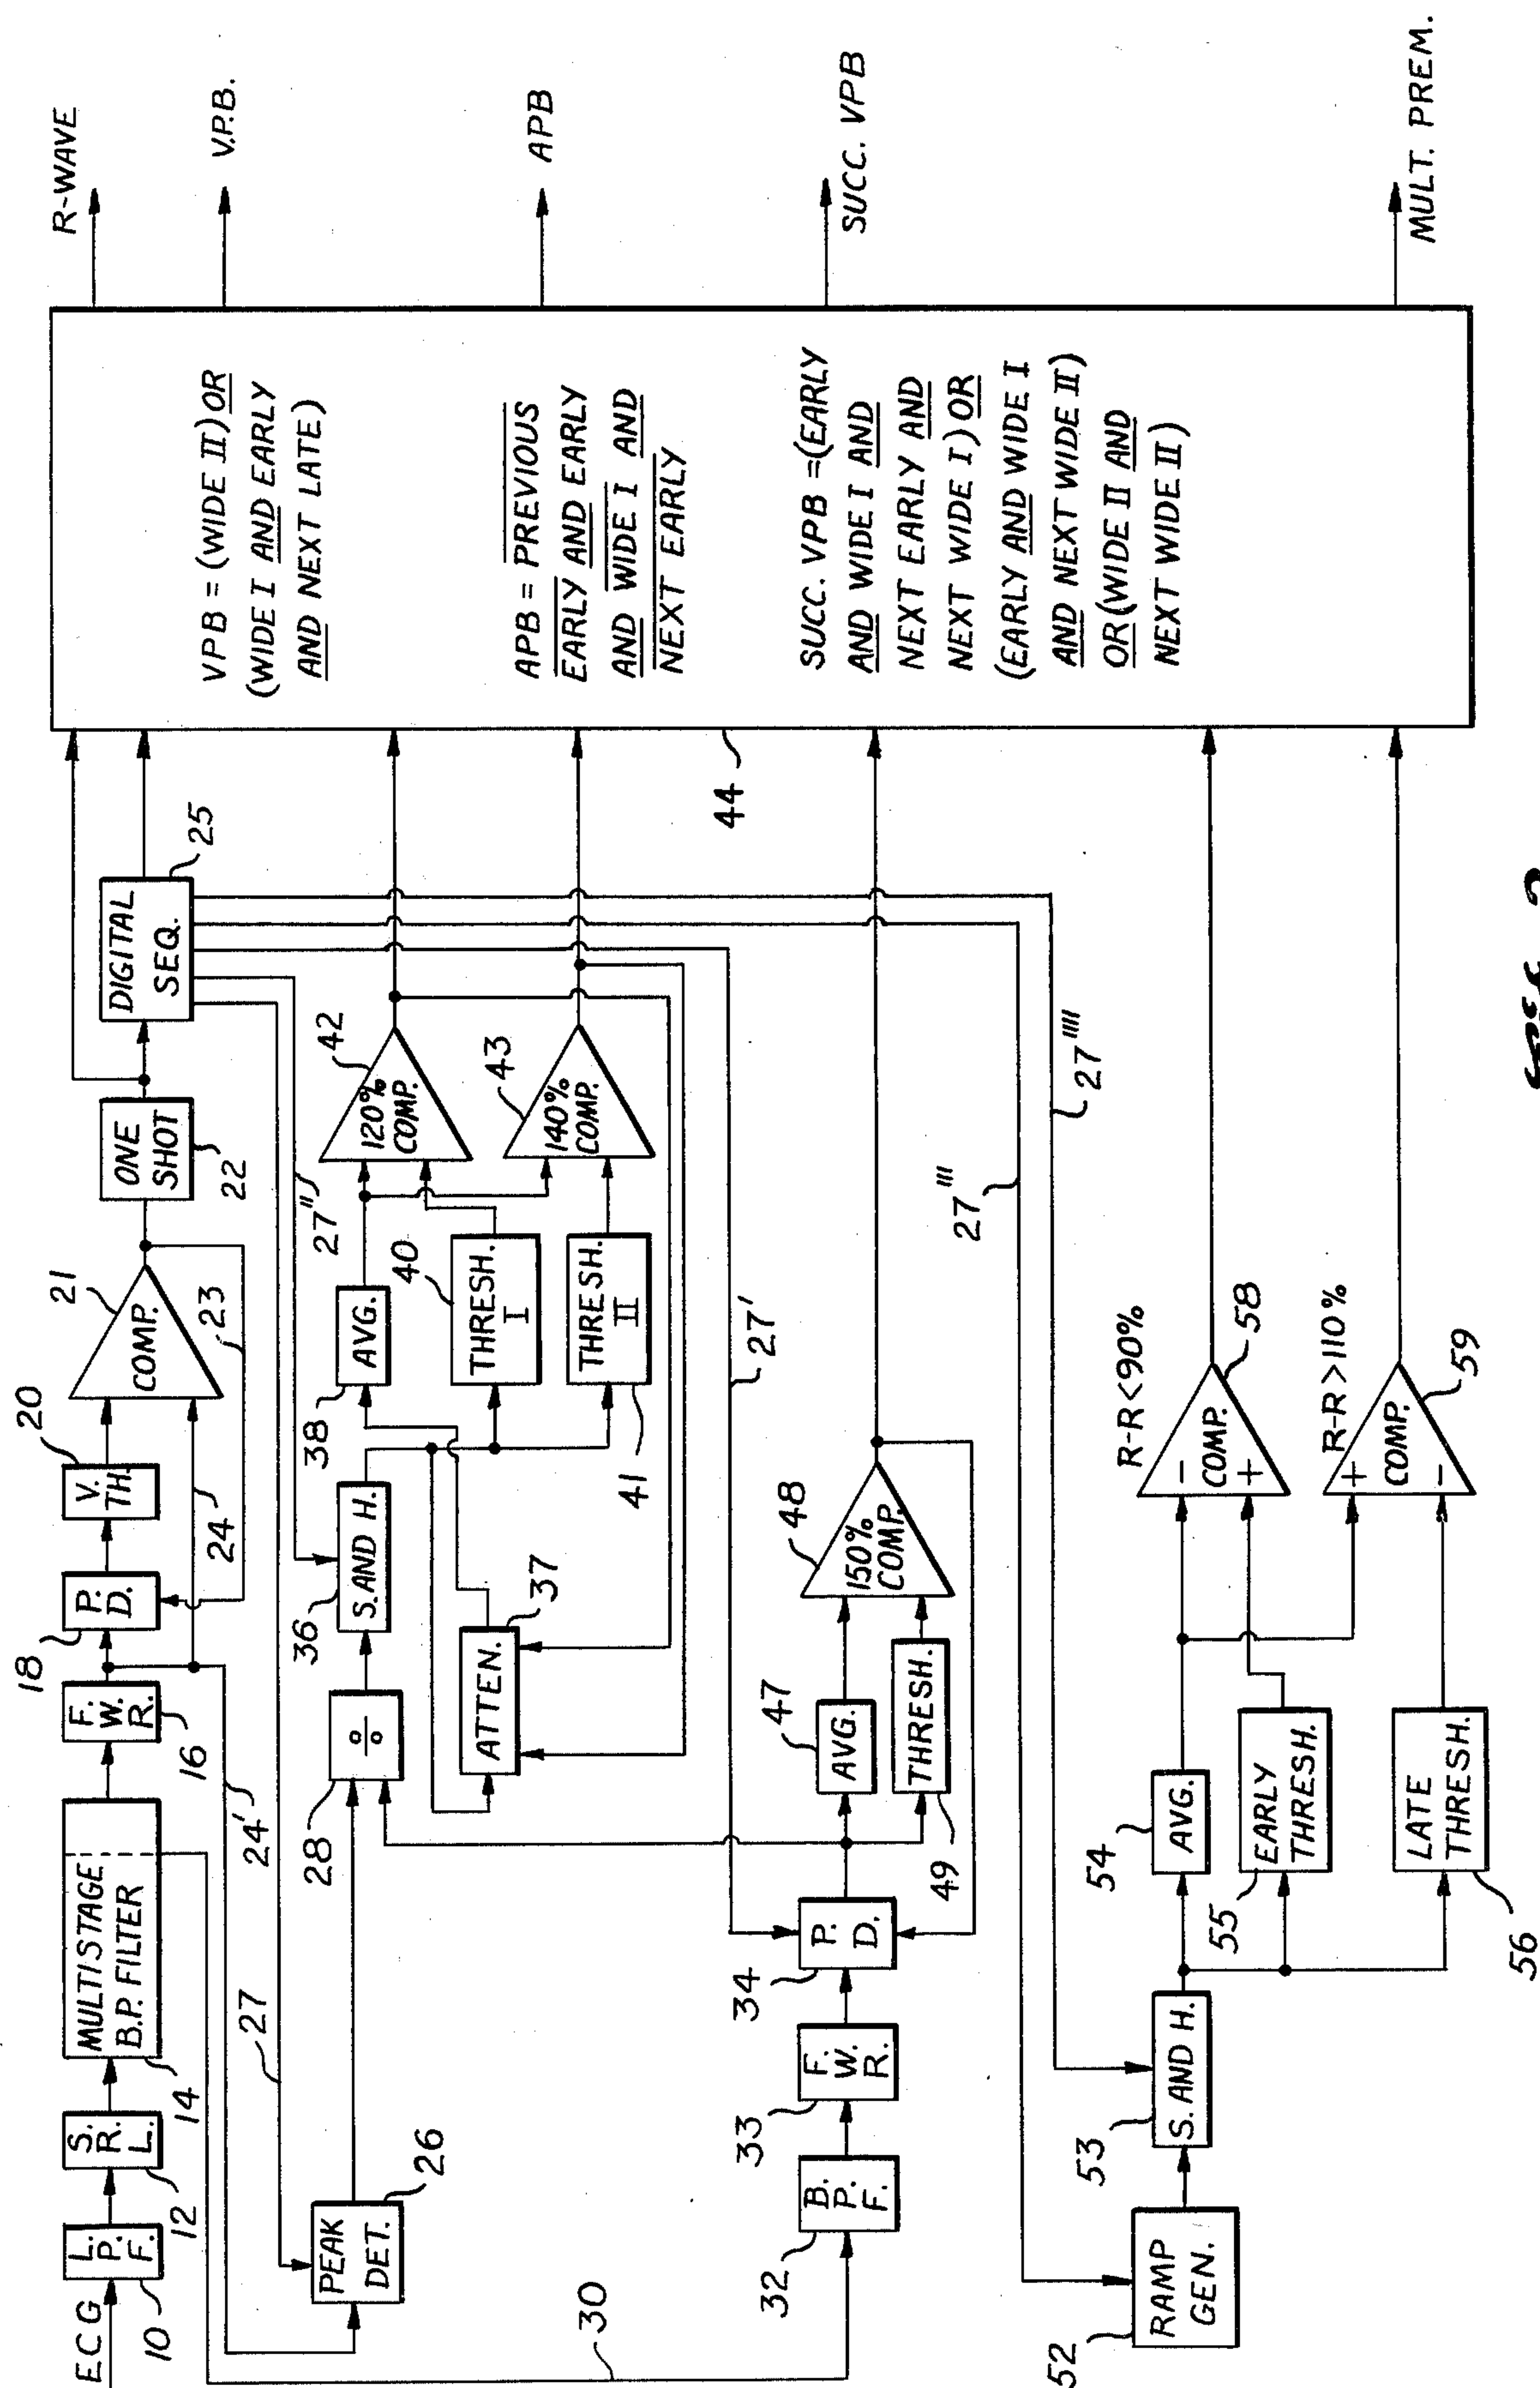 ECG
10
L.
P.
F.
12
S.
R.
L.
14
MULTISTAGE
B.P. FILTER
16
F.
W.
R.
18
P.
D.
20
V.
TH.
24
21
COMP.
23
22
ONE
SHOT
25
DIGITAL
SEQ.
R-WAVE
V.P.B.
APB
SUCC. VPB
MULT. PREM.
VPB = (WIDE III) OR
(WIDE I AND EARLY
AND NEXT LATE)
APB = PREVIOUS
EARLY AND EARLY
AND WIDE I AND
NEXT EARLY
SUCC. VPB =(EARLY
AND WIDE I AND
NEXT EARLY AND
NEXT WIDE I) OR
(EARLY AND WIDE I
AND NEXT WIDE II)
OR (WIDE II AND
NEXT WIDE II)
44
24'
27
26
PEAK
DET.
28
÷
36
S. AND H.
37
ATTEN.
38
AVG.
40
THRESH.
I
41
THRESH.
II
27"
42
120%
COMP.
43
140%
COMP.
27'
30
32
B.
P.
F.
33
F.
W.
R.
34
P.
D.
47
AVG.
49
THRESH.
48
150%
COMP.
27'''
27''''
52
RAMP
GEN.
53
S. AND H.
54
AVG.
55
EARLY
THRESH.
56
LATE
THRESH.
R-R<90%
-
COMP.
+
58
R-R>110%
+
COMP.
-
59